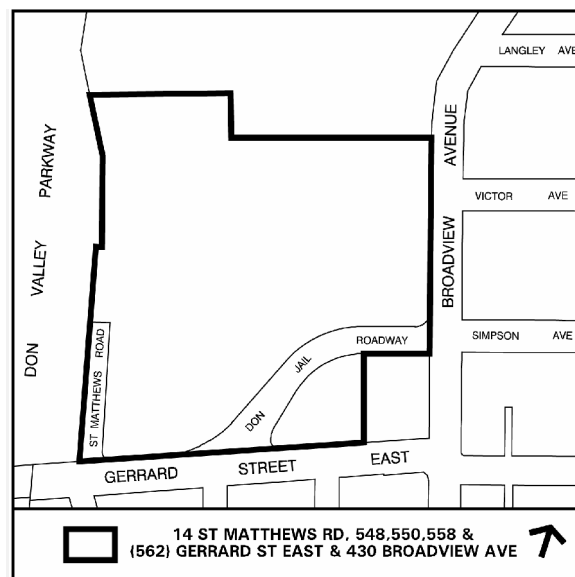 LANGLEY AVE
DON VALLEY PARKWAY
BROADVIEW AVENUE
VICTOR AVE
ST MATTHEWS ROAD
DON JAIL ROADWAY
SIMPSON AVE
GERRARD STREET EAST
14 ST MATTHEWS RD, 548,550,558 &
(562) GERRARD ST EAST & 430 BROADVIEW AVE